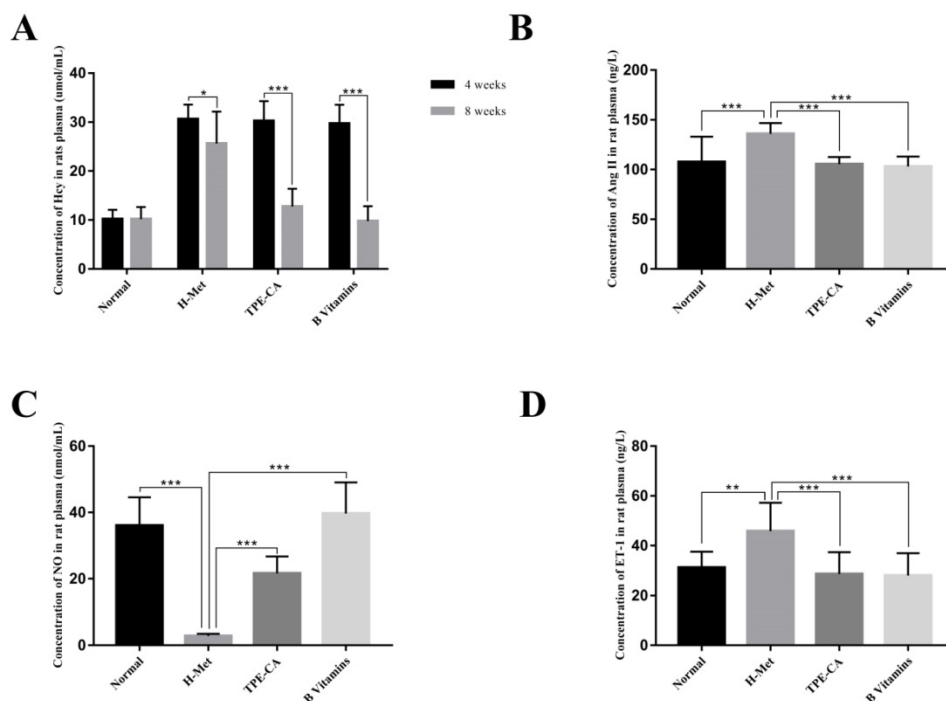 A
Concentration of Hcy in rats plasma (umol/mL)
40
30
20
10
0
*
***
***
Normal
H-Met
TPE-CA
B Vitamins
4 weeks
8 weeks
B
Concentration of Ang II in rat plasma (ng/L)
200
150
100
50
0
***
***
***
Normal
H-Met
TPE-CA
B Vitamins
C
Concentration of NO in rat plasma (nmol/mL)
60
40
20
0
***
***
***
Normal
H-Met
TPE-CA
B Vitamins
D
Concentration of ET-1 in rat plasma (ng/L)
80
60
40
20
0
**
***
***
Normal
H-Met
TPE-CA
B Vitamins